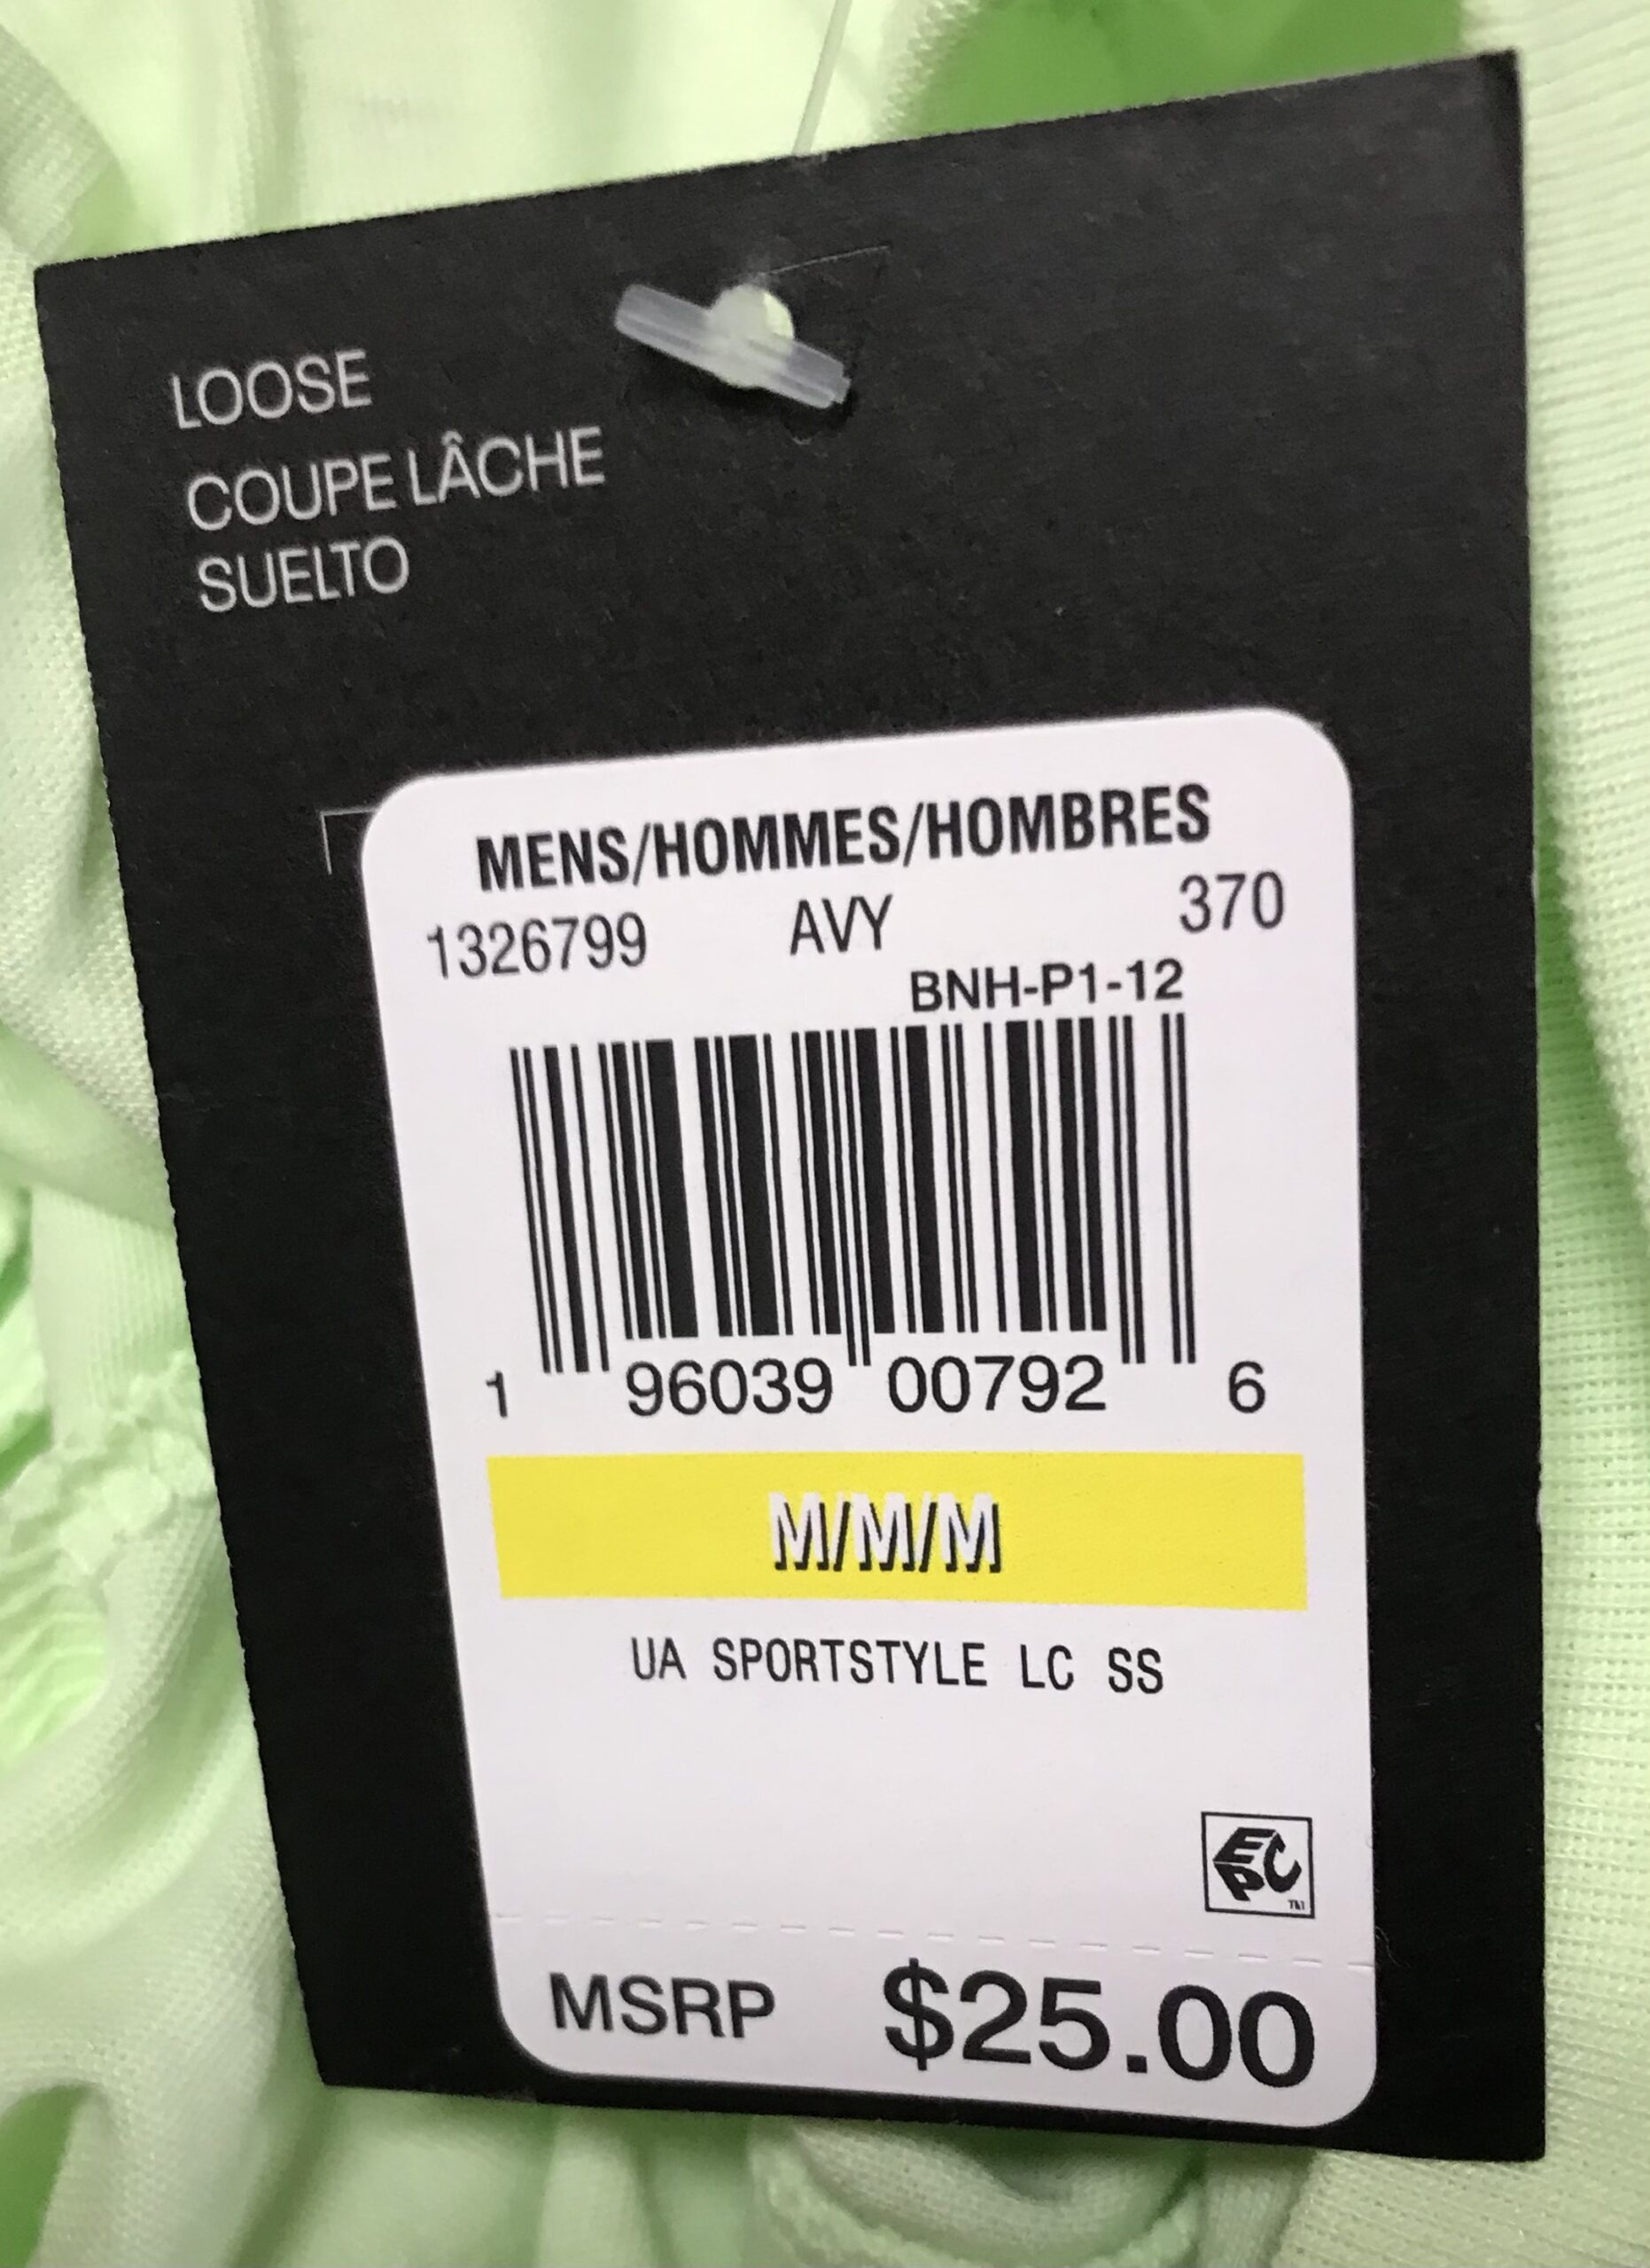 LOOSE
COUPE LÂCHE
SUELTO
MENS/HOMMES/HOMBRES
1326799 AVY 370
BNH-P1-12
1 96039 00792 6
M/M/M
UA SPORTSTYLE LC SS
EPC TM
MSRP $25.00